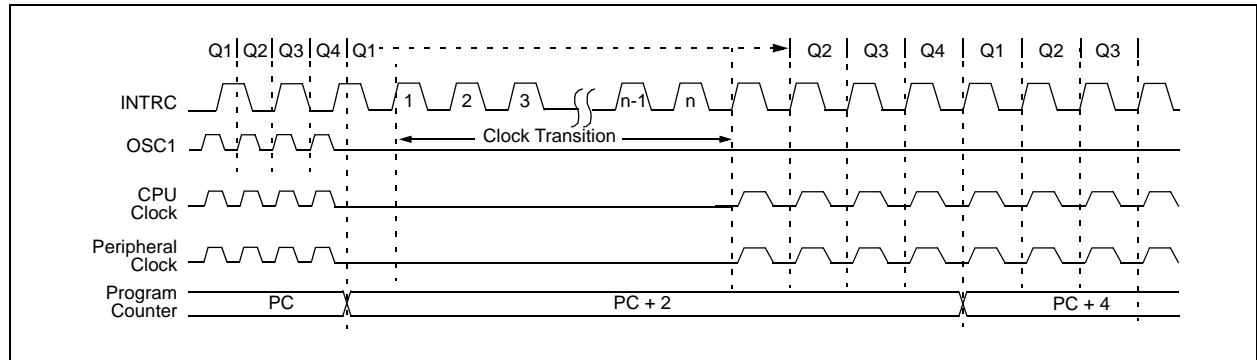 Q1 Q2 Q3 Q4 Q1 Q2 Q3 Q4 Q1 Q2 Q3
INTRC 1 2 3 n-1 n
Clock Transition
OSC1
CPU
Clock
Peripheral
Clock
Program
Counter
PC PC + 2 PC + 4